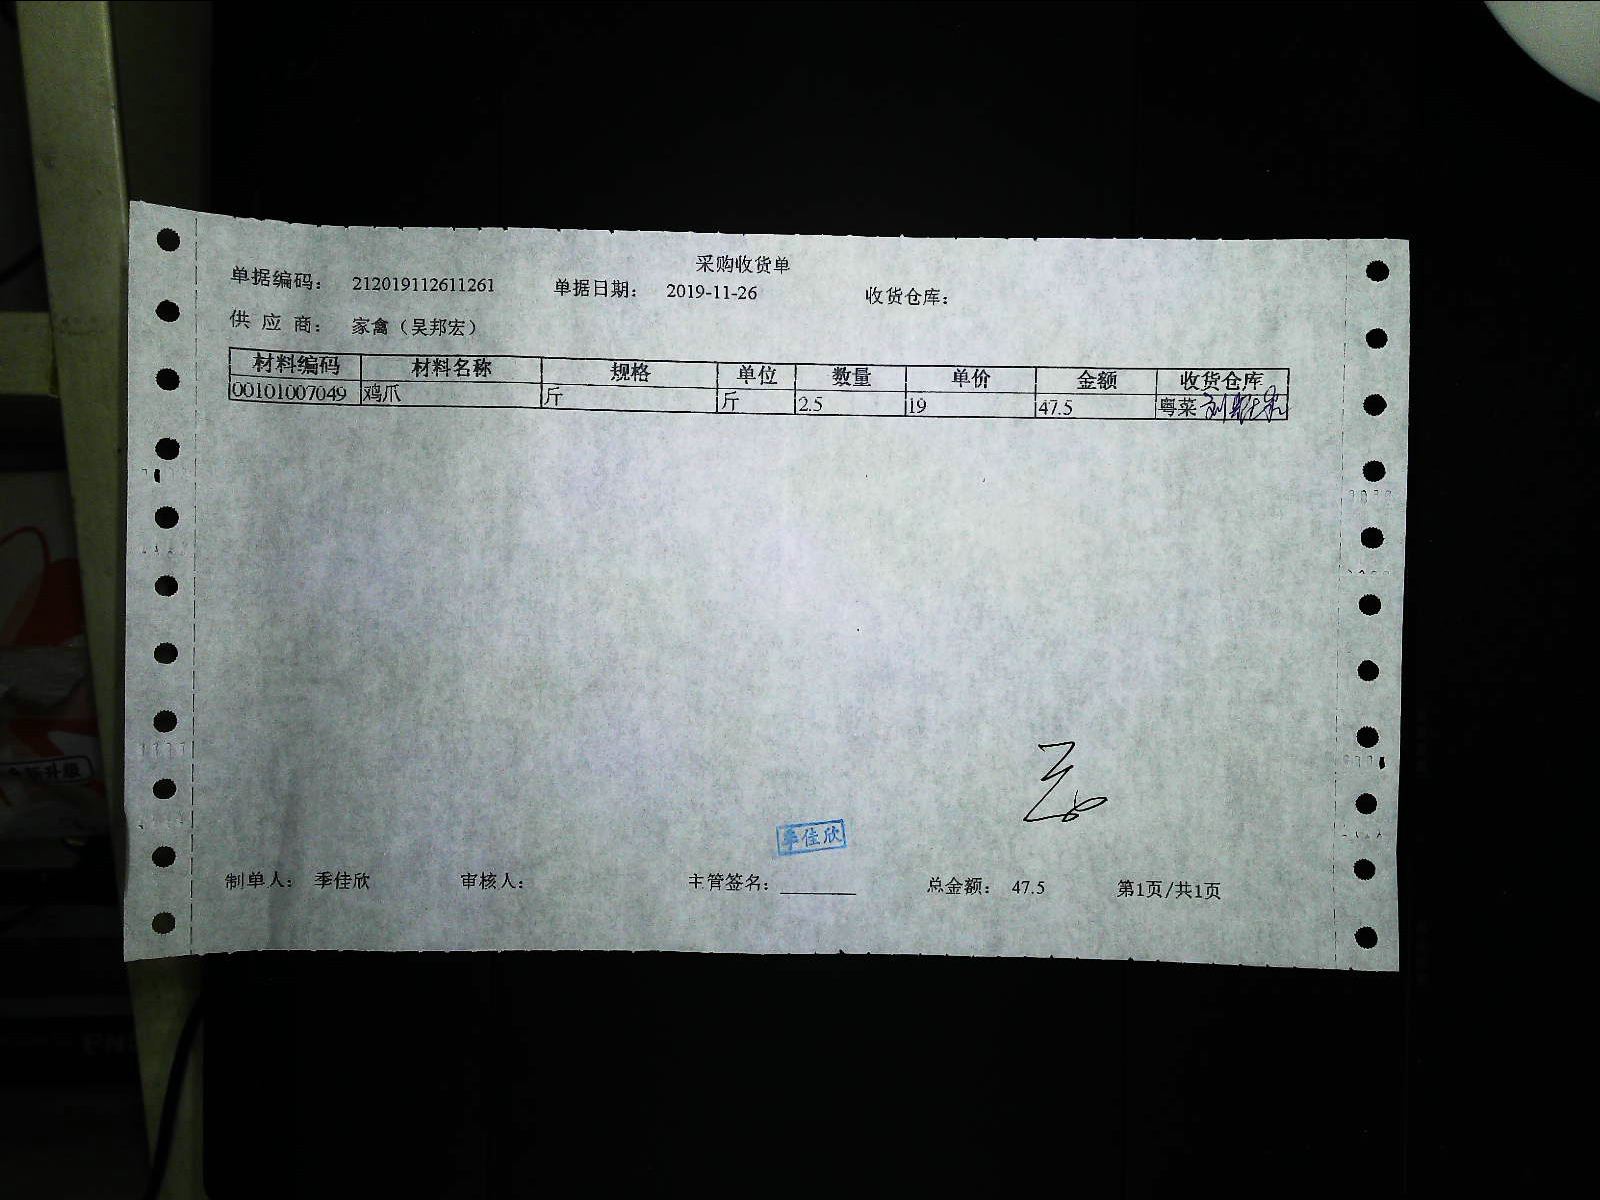 采购收货单
单据编码： 212019112611261 单据日期： 2019-11-26 收货仓库：
供 应 商： 家禽（吴邦宏）
材料编码 材料名称 规格 单位 数量 单价 金额 收货仓库
00101007049 鸡爪 斤 斤 2.5 19 47.5 粤菜
季佳欣
制单人： 季佳欣 审核人： 主管签名： 总金额： 47.5 第1页/共1页